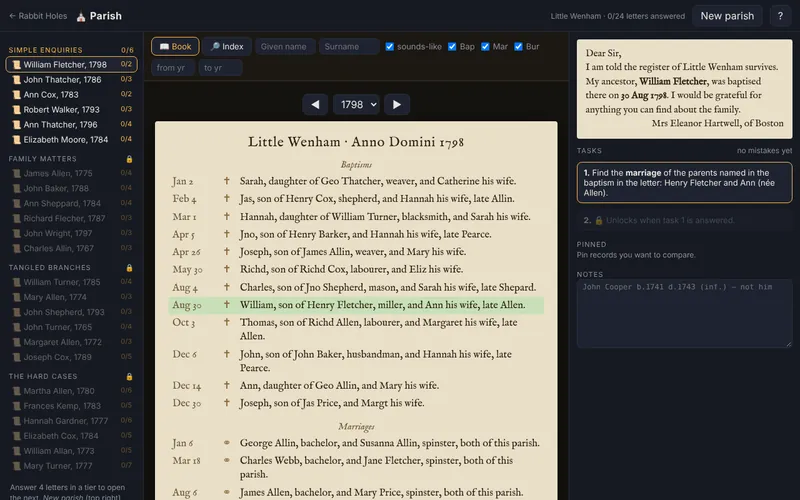 ← Rabbit Holes
Parish
Little Wenham · 0/24 letters answered
New parish
?
SIMPLE ENQUIRIES 0/6
William Fletcher, 1798 0/2
John Thatcher, 1786 0/3
Ann Cox, 1783 0/2
Robert Walker, 1793 0/3
Ann Thatcher, 1796 0/4
Elizabeth Moore, 1784 0/4
FAMILY MATTERS
James Allen, 1775 0/4
John Baker, 1788 0/4
Ann Sheppard, 1784 0/4
Richard Flecher, 1787 0/5
John Wright, 1797 0/5
Charles Allin, 1767 0/3
TANGLED BRANCHES
William Turner, 1785 0/4
Mary Allen, 1774 0/3
John Shepherd, 1793 0/3
John Turner, 1765 0/4
Margaret Allen, 1772 0/3
Joseph Cox, 1789 0/5
THE HARD CASES
Martha Allen, 1780 0/6
Frances Kemp, 1783 0/5
Hannah Gardner, 1777 0/6
Elizabeth Cox, 1784 0/5
William Allan, 1773 0/5
Mary Turner, 1777 0/7
Answer 4 letters in a tier to open
the next. New parish (top right)
Book
Index
Given name
Surname
sounds-like
Bap
Mar
Bur
from yr
to yr
◀ 1798 ▶
Little Wenham · Anno Domini 1798
Baptisms
Jan 2 ✝ Sarah, daughter of Geo Thatcher, weaver, and Catherine his wife.
Feb 4 ✝ Jas, son of Henry Cox, shepherd, and Hannah his wife, late Allin.
Mar 1 ✝ Hannah, daughter of William Turner, blacksmith, and Sarah his wife.
Apr 5 ✝ Jno, son of Henry Barker, and Hannah his wife, late Pearce.
Apr 26 ✝ Joseph, son of James Allin, weaver, and Mary his wife.
May 30 ✝ Richd, son of Richd Cox, labourer, and Eliz his wife.
Aug 4 ✝ Charles, son of Jno Shepherd, mason, and Sarah his wife, late Shepard.
Aug 30 ✝ William, son of Henry Fletcher, miller, and Ann his wife, late Allen.
Oct 3 ✝ Thomas, son of Richd Allen, labourer, and Margaret his wife, late
Allen.
Dec 6 ✝ John, son of John Baker, husbandman, and Hannah his wife, late
Pearce.
Dec 14 ✝ Ann, daughter of Geo Allin, and Mary his wife.
Dec 30 ✝ Joseph, son of Jas Price, and Margt his wife.
Marriages
Jan 6 ⚭ George Allin, bachelor, and Susanna Allin, spinster, both of this parish.
Mar 18 ⚭ Charles Webb, bachelor, and Jane Fletcher, spinster, both of this
parish.
Aug 6 ⚭ James Allen, bachelor, and Mary Price, spinster, both of this parish.
Dear Sir,
I am told the register of Little Wenham survives.
My ancestor, William Fletcher, was baptised
there on 30 Aug 1798. I would be grateful for
anything you can find about the family.
Mrs Eleanor Hartwell, of Boston
TASKS no mistakes yet
1. Find the marriage of the parents named in the
baptism in the letter: Henry Fletcher and Ann (née
Allen).
2. Unlocks when task 1 is answered.
PINNED
Pin records you want to compare.
NOTES
John Cooper b.1741 d.1743 (inf.) — not him